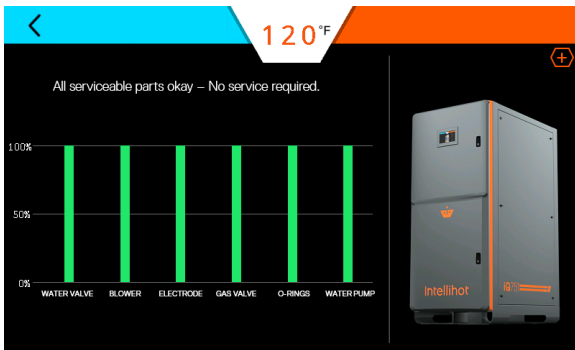 120°F
All serviceable parts okay – No service required.
100%
50%
0%
WATER VALVE BLOWER ELECTRODE GAS VALVE O-RINGS WATER PUMP
intellihot
iQ751